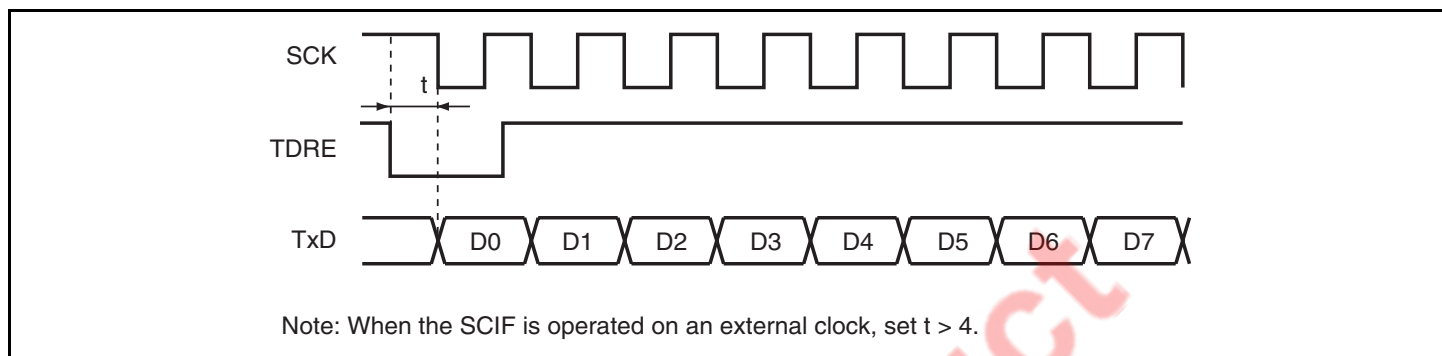 SCK
t
TDRE
TxD D0 D1 D2 D3 D4 D5 D6 D7
Note: When the SCIF is operated on an external clock, set t > 4.